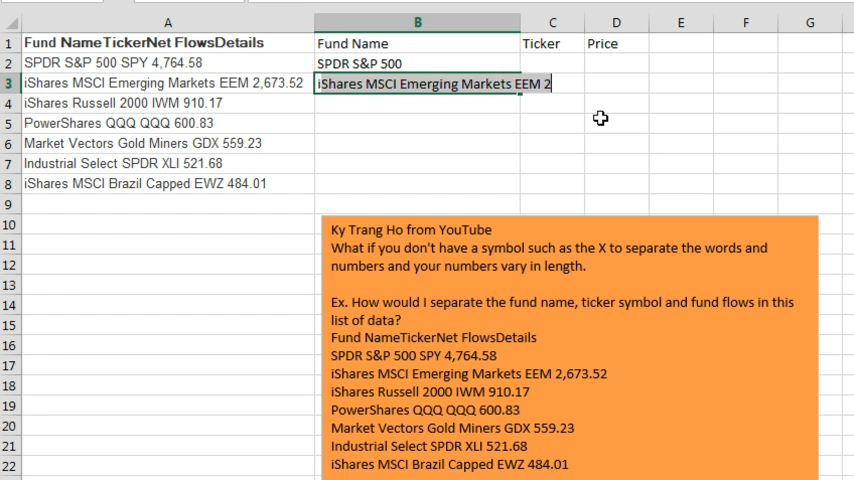 A B C D E F G
1 Fund NameTickerNet FlowsDetails Fund Name Ticker Price
2 SPDR S&P 500 SPY 4,764.58 SPDR S&P 500
3 iShares MSCI Emerging Markets EEM 2,673.52 iShares MSCI Emerging Markets EEM 2
4 iShares Russell 2000 IWM 910.17
5 PowerShares QQQ QQQ 600.83
6 Market Vectors Gold Miners GDX 559.23
7 Industrial Select SPDR XLI 521.68
8 iShares MSCI Brazil Capped EWZ 484.01
9
10 Ky Trang Ho from YouTube
11 What if you don't have a symbol such as the X to separate the words and
12 numbers and your numbers vary in length.
13
14 Ex. How would I separate the fund name, ticker symbol and fund flows in this
15 list of data?
16 Fund NameTickerNet FlowsDetails
17 SPDR S&P 500 SPY 4,764.58
18 iShares MSCI Emerging Markets EEM 2,673.52
19 iShares Russell 2000 IWM 910.17
20 PowerShares QQQ QQQ 600.83
21 Market Vectors Gold Miners GDX 559.23
22 Industrial Select SPDR XLI 521.68
iShares MSCI Brazil Capped EWZ 484.01